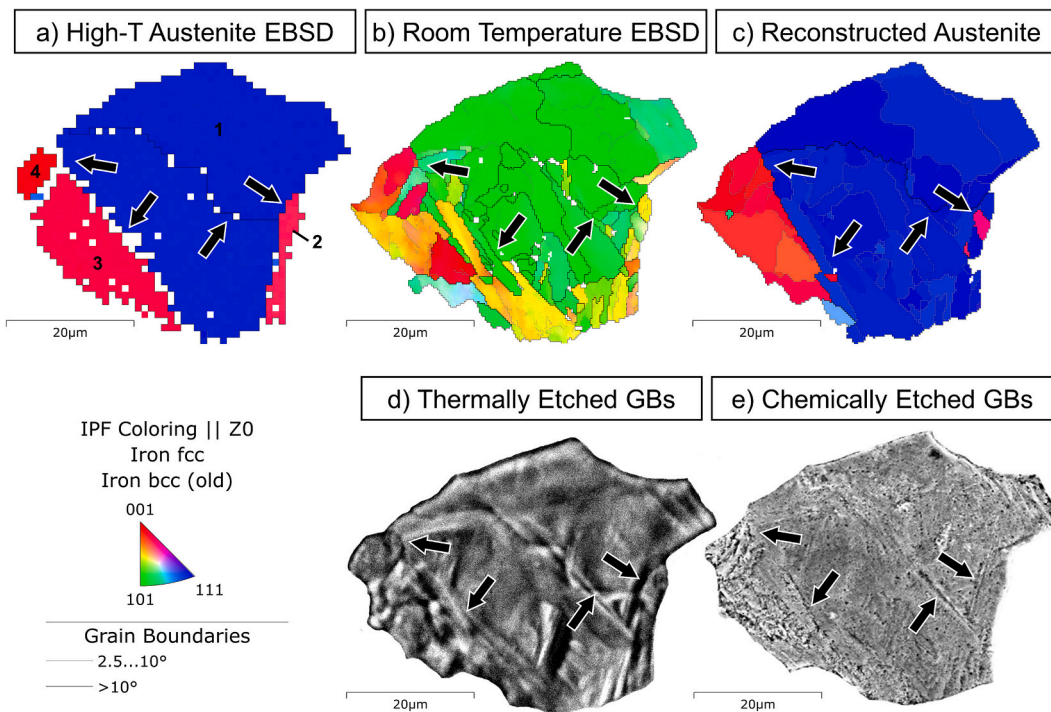 a) High-T Austenite EBSD
b) Room Temperature EBSD
c) Reconstructed Austenite
1
4
2
3
20µm
20µm
20µm
d) Thermally Etched GBs
e) Chemically Etched GBs
IPF Coloring || Z0
Iron fcc
Iron bcc (old)
001
101
111
Grain Boundaries
2.5...10°
>10°
20µm
20µm